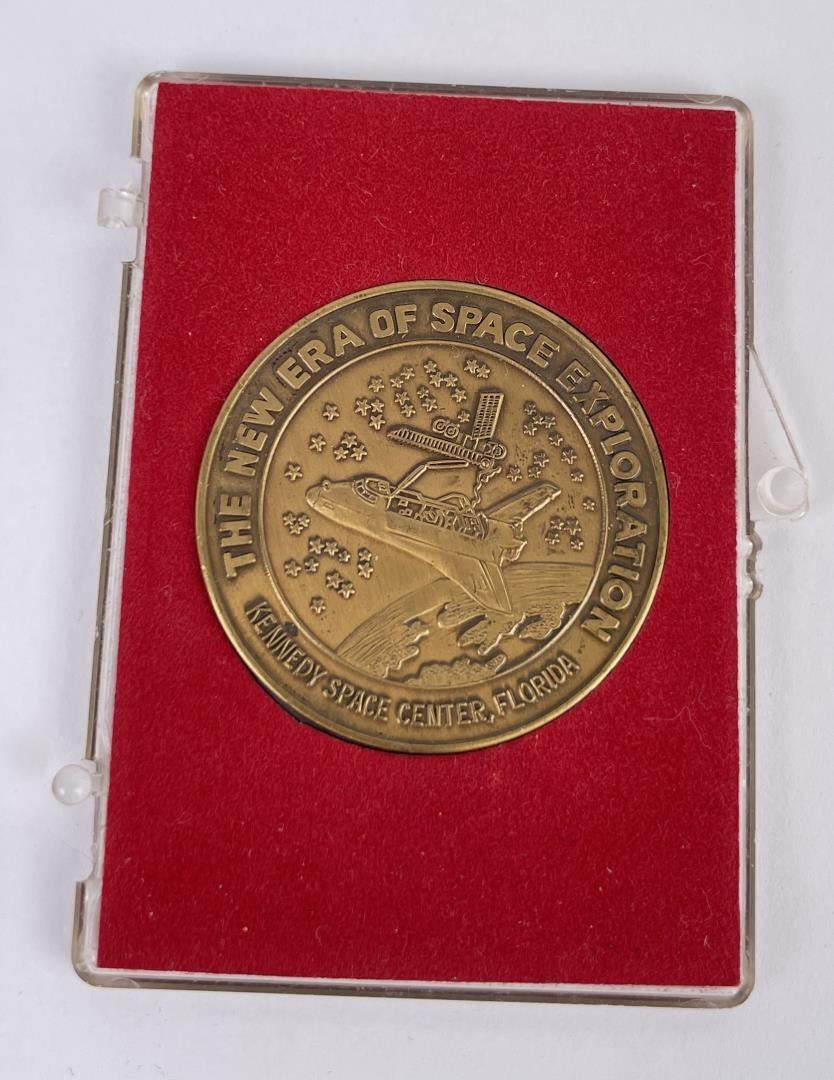 THE NEW ERA OF SPACE EXPLORATION
KENNEDY SPACE CENTER, FLORIDA